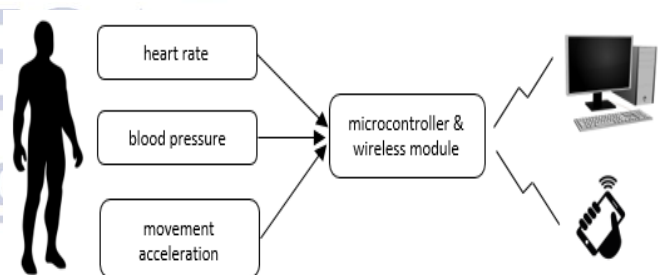 heart rate
blood pressure
movement
acceleration
microcontroller &
wireless module